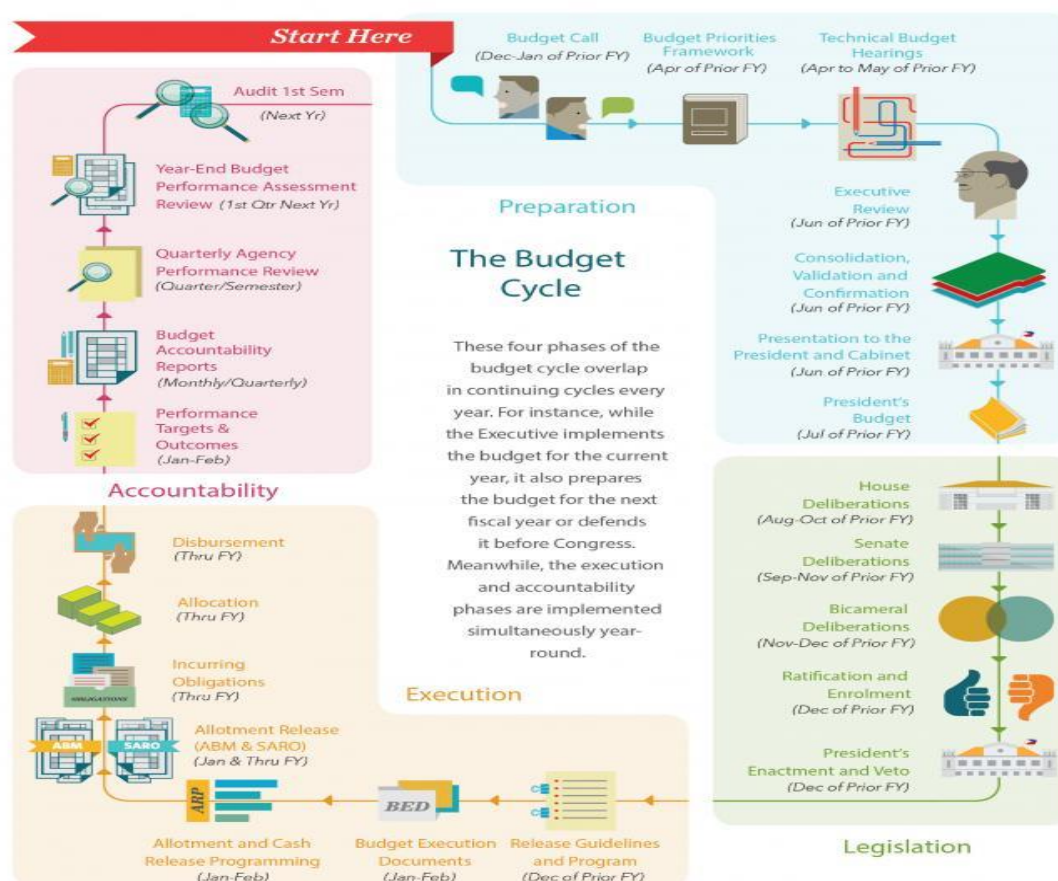 Start Here
Budget Call
(Dec-Jan of Prior FY)
Budget Priorities
Framework
(Apr of Prior FY)
Technical Budget
Hearings
(Apr to May of Prior FY)
Executive
Review
(Jun of Prior FY)
Consolidation,
Validation and
Confirmation
(Jun of Prior FY)
Presentation to the
President and Cabinet
(Jun of Prior FY)
President's
Budget
(Jul of Prior FY)
Preparation
The Budget
Cycle
These four phases of the
budget cycle overlap
in continuing cycles every
year. For instance, while
the Executive implements
the budget for the current
year, it also prepares
the budget for the next
fiscal year or defends
it before Congress.
Meanwhile, the execution
and accountability
phases are implemented
simultaneously year-
round.
House
Deliberations
(Aug-Oct of Prior FY)
Senate
Deliberations
(Sep-Nov of Prior FY)
Bicameral
Deliberations
(Nov-Dec of Prior FY)
Ratification and
Enrolment
(Dec of Prior FY)
President's
Enactment and Veto
(Dec of Prior FY)
Legislation
Execution
Release Guidelines
and Program
(Dec of Prior FY)
BED
Budget Execution
Documents
(Jan-Feb)
ARP
Allotment and Cash
Release Programming
(Jan-Feb)
ABM
SARO
Allotment Release
(ABM & SARO)
(Jan & Thru FY)
OBLIGATIONS
Incurring
Obligations
(Thru FY)
Allocation
(Thru FY)
Disbursement
(Thru FY)
Accountability
Performance
Targets &
Outcomes
(Jan-Feb)
Budget
Accountability
Reports
(Monthly/Quarterly)
Quarterly Agency
Performance Review
(Quarter/Semester)
Year-End Budget
Performance Assessment
Review (1st Qtr Next Yr)
Audit 1st Sem
(Next Yr)